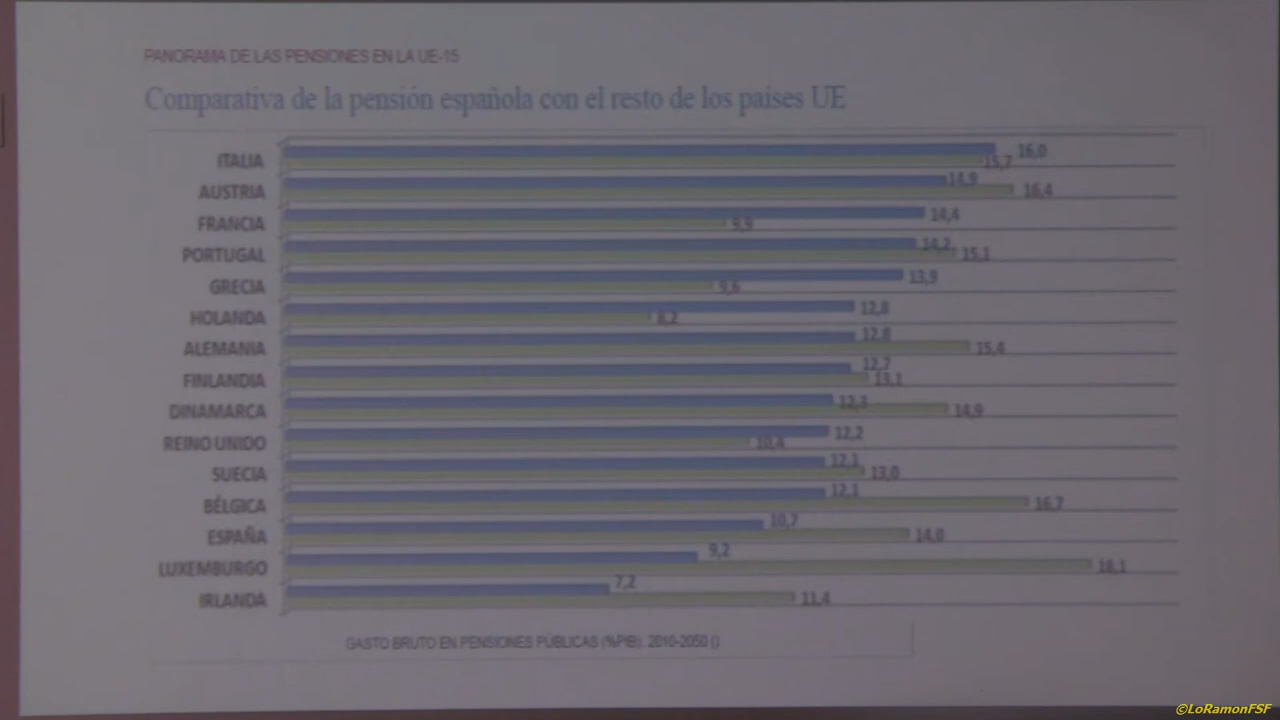 PANORAMA DE LAS PENSIONES EN LA UE-15
Comparativa de la pensión española con el resto de los países UE
ITALIA 16,0
15,7
AUSTRIA 14,9
16,4
FRANCIA 14,4
9,9
PORTUGAL 14,2
15,1
GRECIA 13,9
9,6
HOLANDA 12,8
8,2
ALEMANIA 12,8
15,4
FINLANDIA 12,7
13,1
DINAMARCA 12,3
14,9
REINO UNIDO 12,2
10,4
SUECIA 12,1
13,0
BÉLGICA 12,1
16,7
ESPAÑA 10,7
14,0
LUXEMBURGO 9,2
18,1
IRLANDA 7,2
11,4
GASTO BRUTO EN PENSIONES PÚBLICAS (%PIB). 2010-2050 ()
©LoRamonFSF